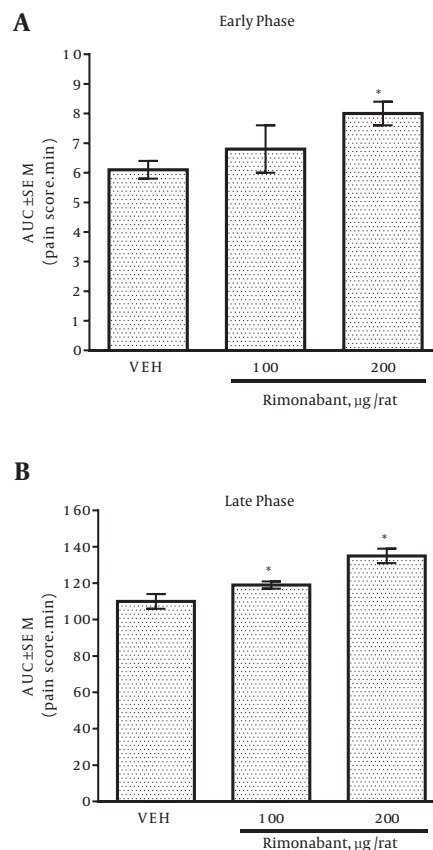 A
Early Phase
10
9
8
7
6
5
4
3
2
1
0
AUC ±SEM
(pain score.min)
*
VEH
100
200
Rimonabant, µg /rat
B
Late Phase
160
140
120
100
80
60
40
20
0
AUC ±SEM
(pain score.min)
*
*
VEH
100
200
Rimonabant, µg /rat